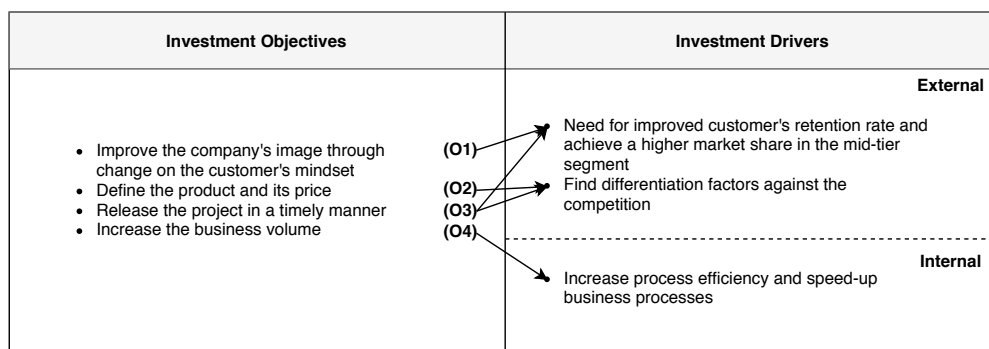 Investment Objectives
Investment Drivers
• Improve the company's image through
change on the customer's mindset
• Define the product and its price
• Release the project in a timely manner
• Increase the business volume
(O1)
(O2)
(O3)
(O4)
External
• Need for improved customer's retention rate and
achieve a higher market share in the mid-tier
segment
• Find differentiation factors against the
competition
Internal
• Increase process efficiency and speed-up
business processes